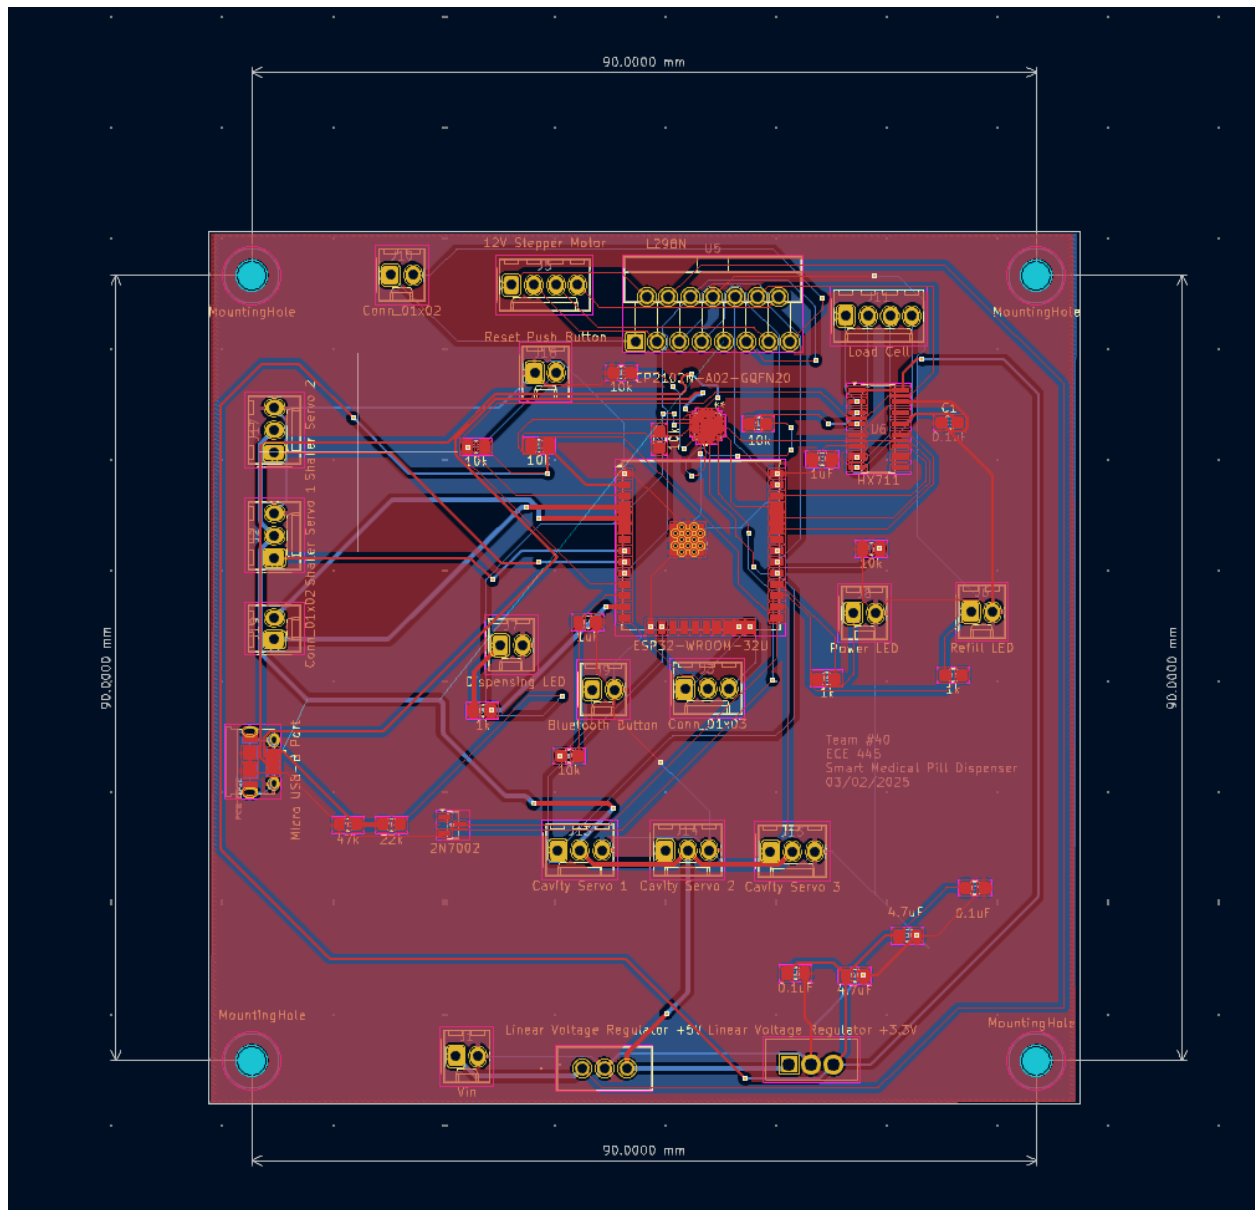 90.0000 mm
12V Stepper Motor
L298N
U5
J5
Conn_01x02
MountingHole
MountingHole
Load Cell
Reset Push Button
J16
10k
CP2102N-A02-GQFN20
Shaker Servo 2
10k
10k
10k
10k
C1
0.1uF
U6
1uF
HX711
Shaker Servo 1
10k
Conn_01x02
1uF
ESP32-WROOM-32U
Power LED
Refill LED
90.0000 mm
90.0000 mm
Dispensing LED
1k
1k
1k
Bluetooth Button
Conn_01x03
10k
Micro USB-B Port
Team #40
ECE 445
Smart Medical Pill Dispenser
03/02/2025
47k
22k
2N7002
Cavity Servo 1
Cavity Servo 2
Cavity Servo 3
4.7uF
0.1uF
0.1uF
4.7uF
MountingHole
Linear Voltage Regulator +5V
Linear Voltage Regulator +3.3V
MountingHole
Vin
90.0000 mm